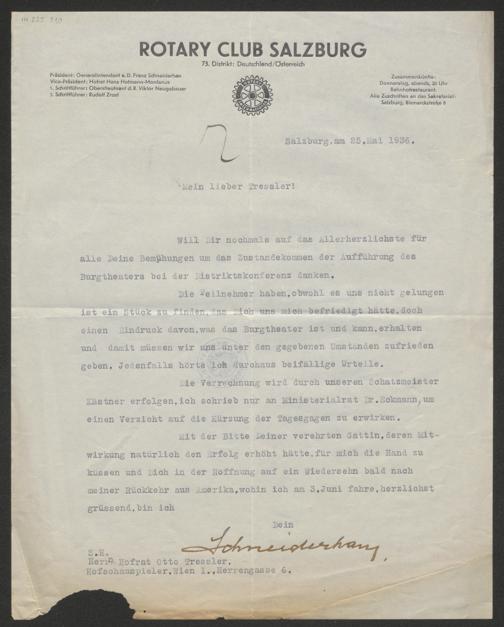 ROTARY CLUB SALZBURG
73. Distrikt: Deutschland/Österreich
Präsident: Generalintendant a.D. Franz Schneiderhan
Vice-Präsident: Hofrat Hans Hofmann-Montanus
1. Schriftführer: Oberstleutnant d.R. Viktor Neugebauer
2. Schriftführer: Rudolf Zrost
Zusammenkünfte:
Donnerstag, abends, 20 Uhr
Bahnhofrestaurant.
Alle Zuschriften an das Sekretariat:
Salzburg, Bismarckstraße 8
Salzburg,am 25.Mai 1936.
Mein lieber Tressler!
Will Dir nochmals auf das Allerherzlichste für
alle Deine Bemühungen um das Zustandekommen der Aufführung des
Burgtheaters bei der Distriktskonferenz danken.
Die Teilnehmer haben,obwohl es uns nicht gelungen
ist ein Stück zu finden,das Dich uns mich befriedigt hätte,doch
einen Eindruck davon,was das Burgtheater ist und kann,erhalten
und damit müssen wir uns unter den gegebenen Umständen zufrieden
geben. Jedenfalls hörte ich durchaus beifällige Urteile.
Die Verrechnung wird durch unseren Schatzmeister
Kästner erfolgen,ich schrieb nur an Ministerialrat Dr.Eckmann,um
einen Verzicht auf die Kürzung der Tagesgagen zu erwirken.
Mit der Bitte Deiner verehrten Gattin,deren Mit-
wirkung natürlich den Erfolg erhöht hätte,für mich die Hand zu
küssen und Dich in der Hoffnung auf ein Wiedersehn bald nach
meiner Rückkehr aus Amerika,wohin ich am 3.Juni fahre,herzlichst
grüssend,bin ich
Dein
Schneiderhan
S.H.
Herrn Hofrat Otto Tressler,
Hofschauspieler,Wien 1.,Herrengasse 6.